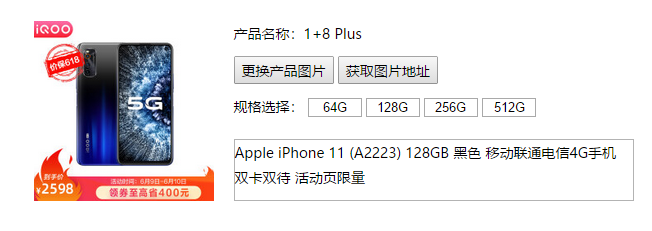 iQOO
价保618
5G
iQOO
到手价
¥2598
活动时间：6月9日-6月10日
领券至高省400元
产品名称：1+8 Plus
更换产品图片 获取图片地址
规格选择： 64G 128G 256G 512G
Apple iPhone 11 (A2223) 128GB 黑色 移动联通电信4G手机
双卡双待 活动页限量